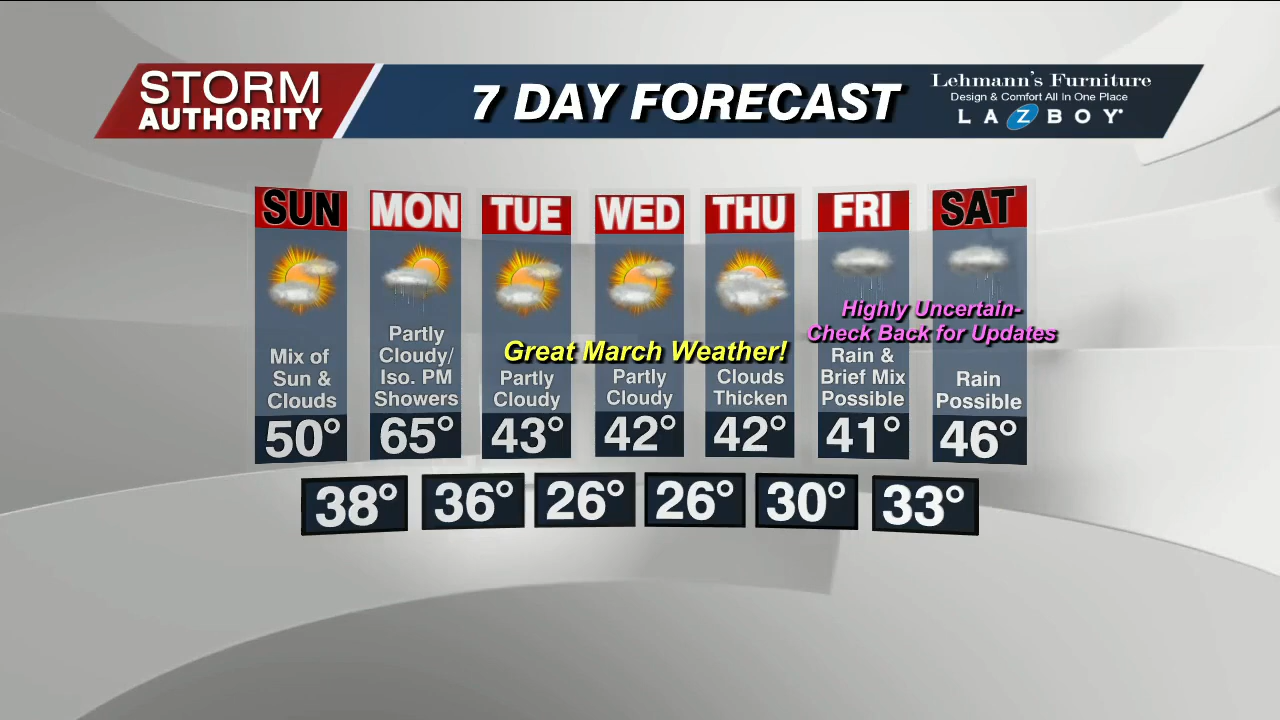 STORM
AUTHORITY
7 DAY FORECAST
Lehmann's Furniture
Design & Comfort All In One Place
LAZBOY®
SUN
Mix of
Sun &
Clouds
50°
MON
Partly
Cloudy/
Iso. PM
Showers
65°
TUE
Partly
Cloudy
43°
WED
Partly
Cloudy
42°
THU
Clouds
Thicken
42°
Great March Weather!
FRI
Rain &
Brief Mix
Possible
41°
SAT
Rain
Possible
46°
Highly Uncertain-
Check Back for Updates
38° 36° 26° 26° 30° 33°